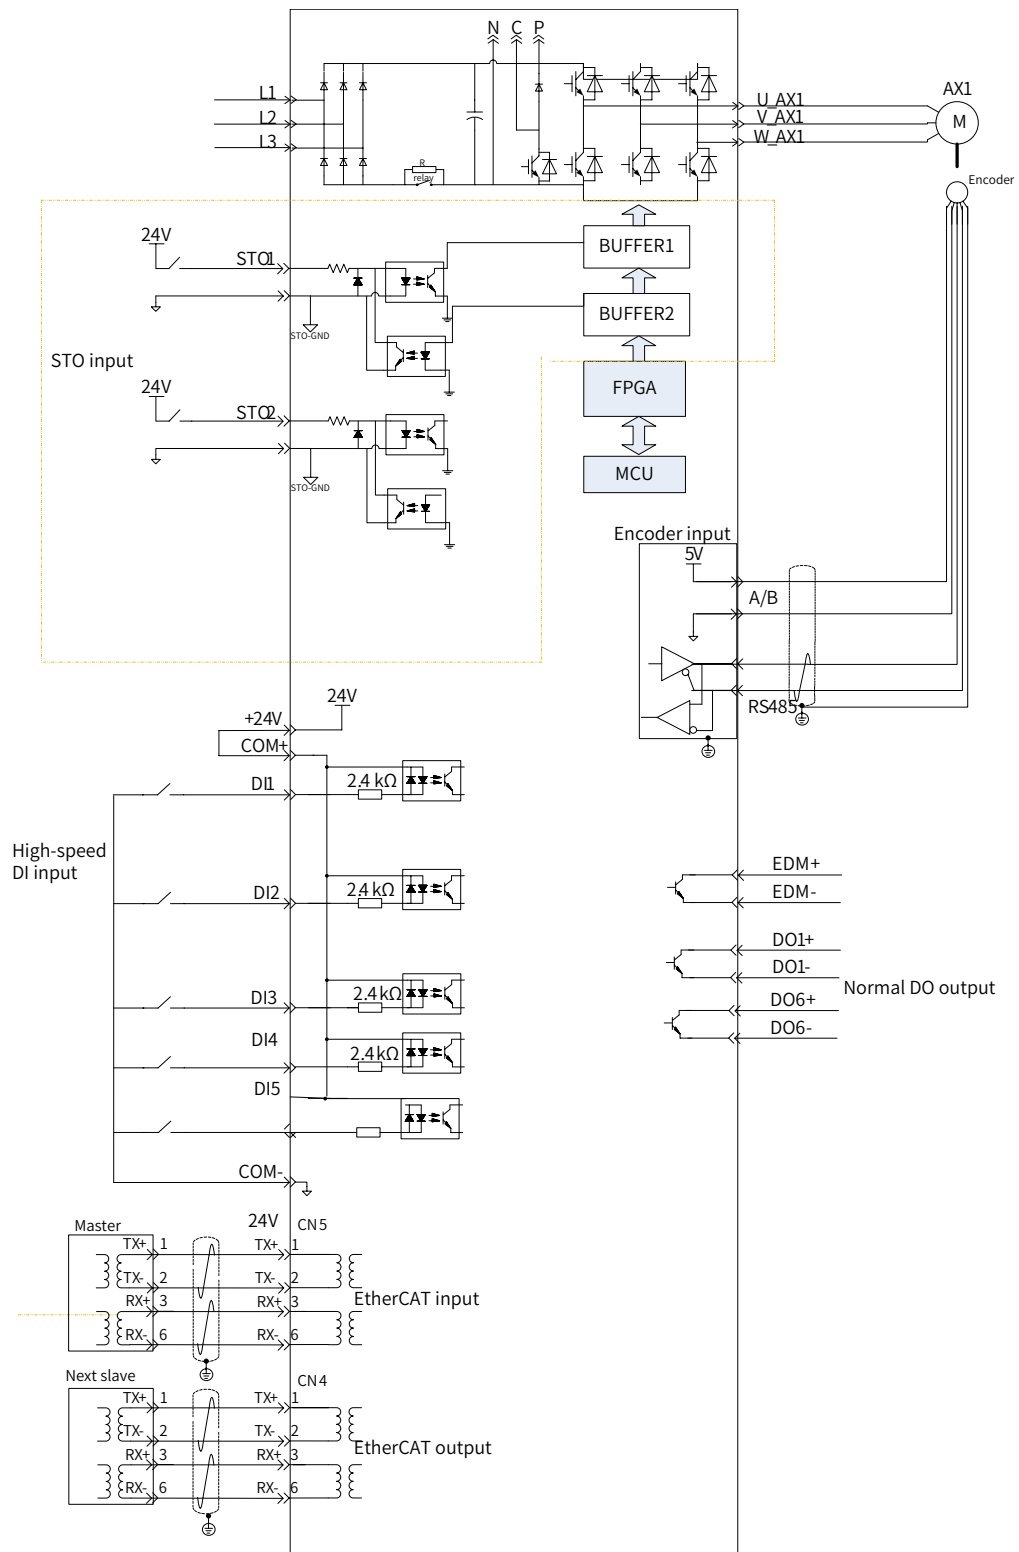 N C P
L1
L2
L3
R
relay
U_AX1
V_AX1
W_AX1
AX1
M
Encoder
24V
STO1
STO-GND
BUFFER1
BUFFER2
FPGA
MCU
STO input
24V
STO2
STO-GND
Encoder input
5V
A/B
RS485
24V
+24V
COM+
DI1
2.4 kΩ
High-speed
DI input
DI2
2.4 kΩ
DI3
2.4 kΩ
DI4
2.4 kΩ
DI5
COM-
EDM+
EDM-
DO1+
DO1-
Normal DO output
DO6+
DO6-
Master
24V
CN5
TX+ 1 TX+ 1
TX- 2 TX- 2
EtherCAT input
RX+ 3 RX+ 3
RX- 6 RX- 6
Next slave
CN4
TX+ 1 TX+ 1
TX- 2 TX- 2
EtherCAT output
RX+ 3 RX+ 3
RX- 6 RX- 6